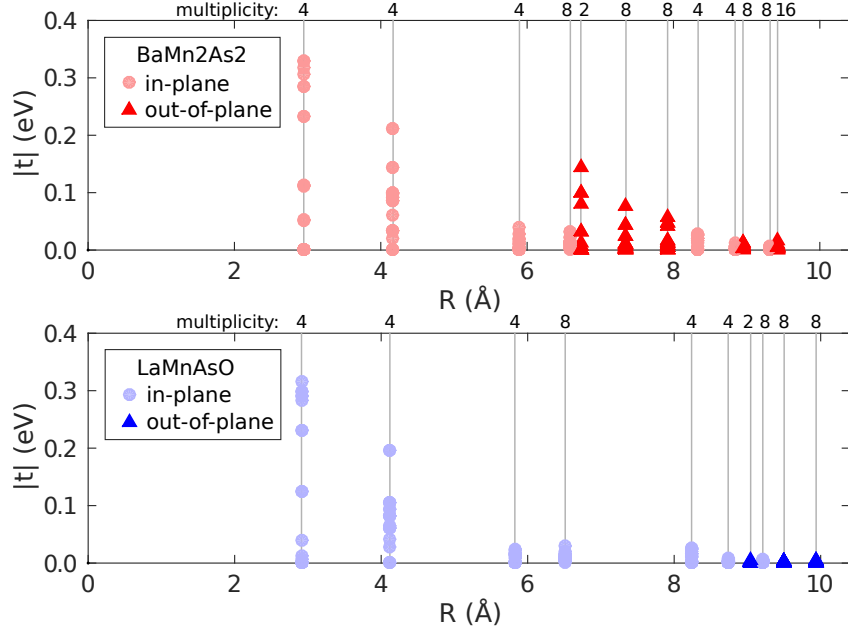 multiplicity: 4 4 4 8 2 8 8 4 4 8 8 16
0.4
0.3
0.2
0.1
0.0
|t| (eV)
BaMn2As2
in-plane
out-of-plane
0 2 4 6 8 10
R (Å)
multiplicity: 4 4 4 8 4 4 2 8 8 8
0.4
0.3
0.2
0.1
0.0
|t| (eV)
LaMnAsO
in-plane
out-of-plane
0 2 4 6 8 10
R (Å)